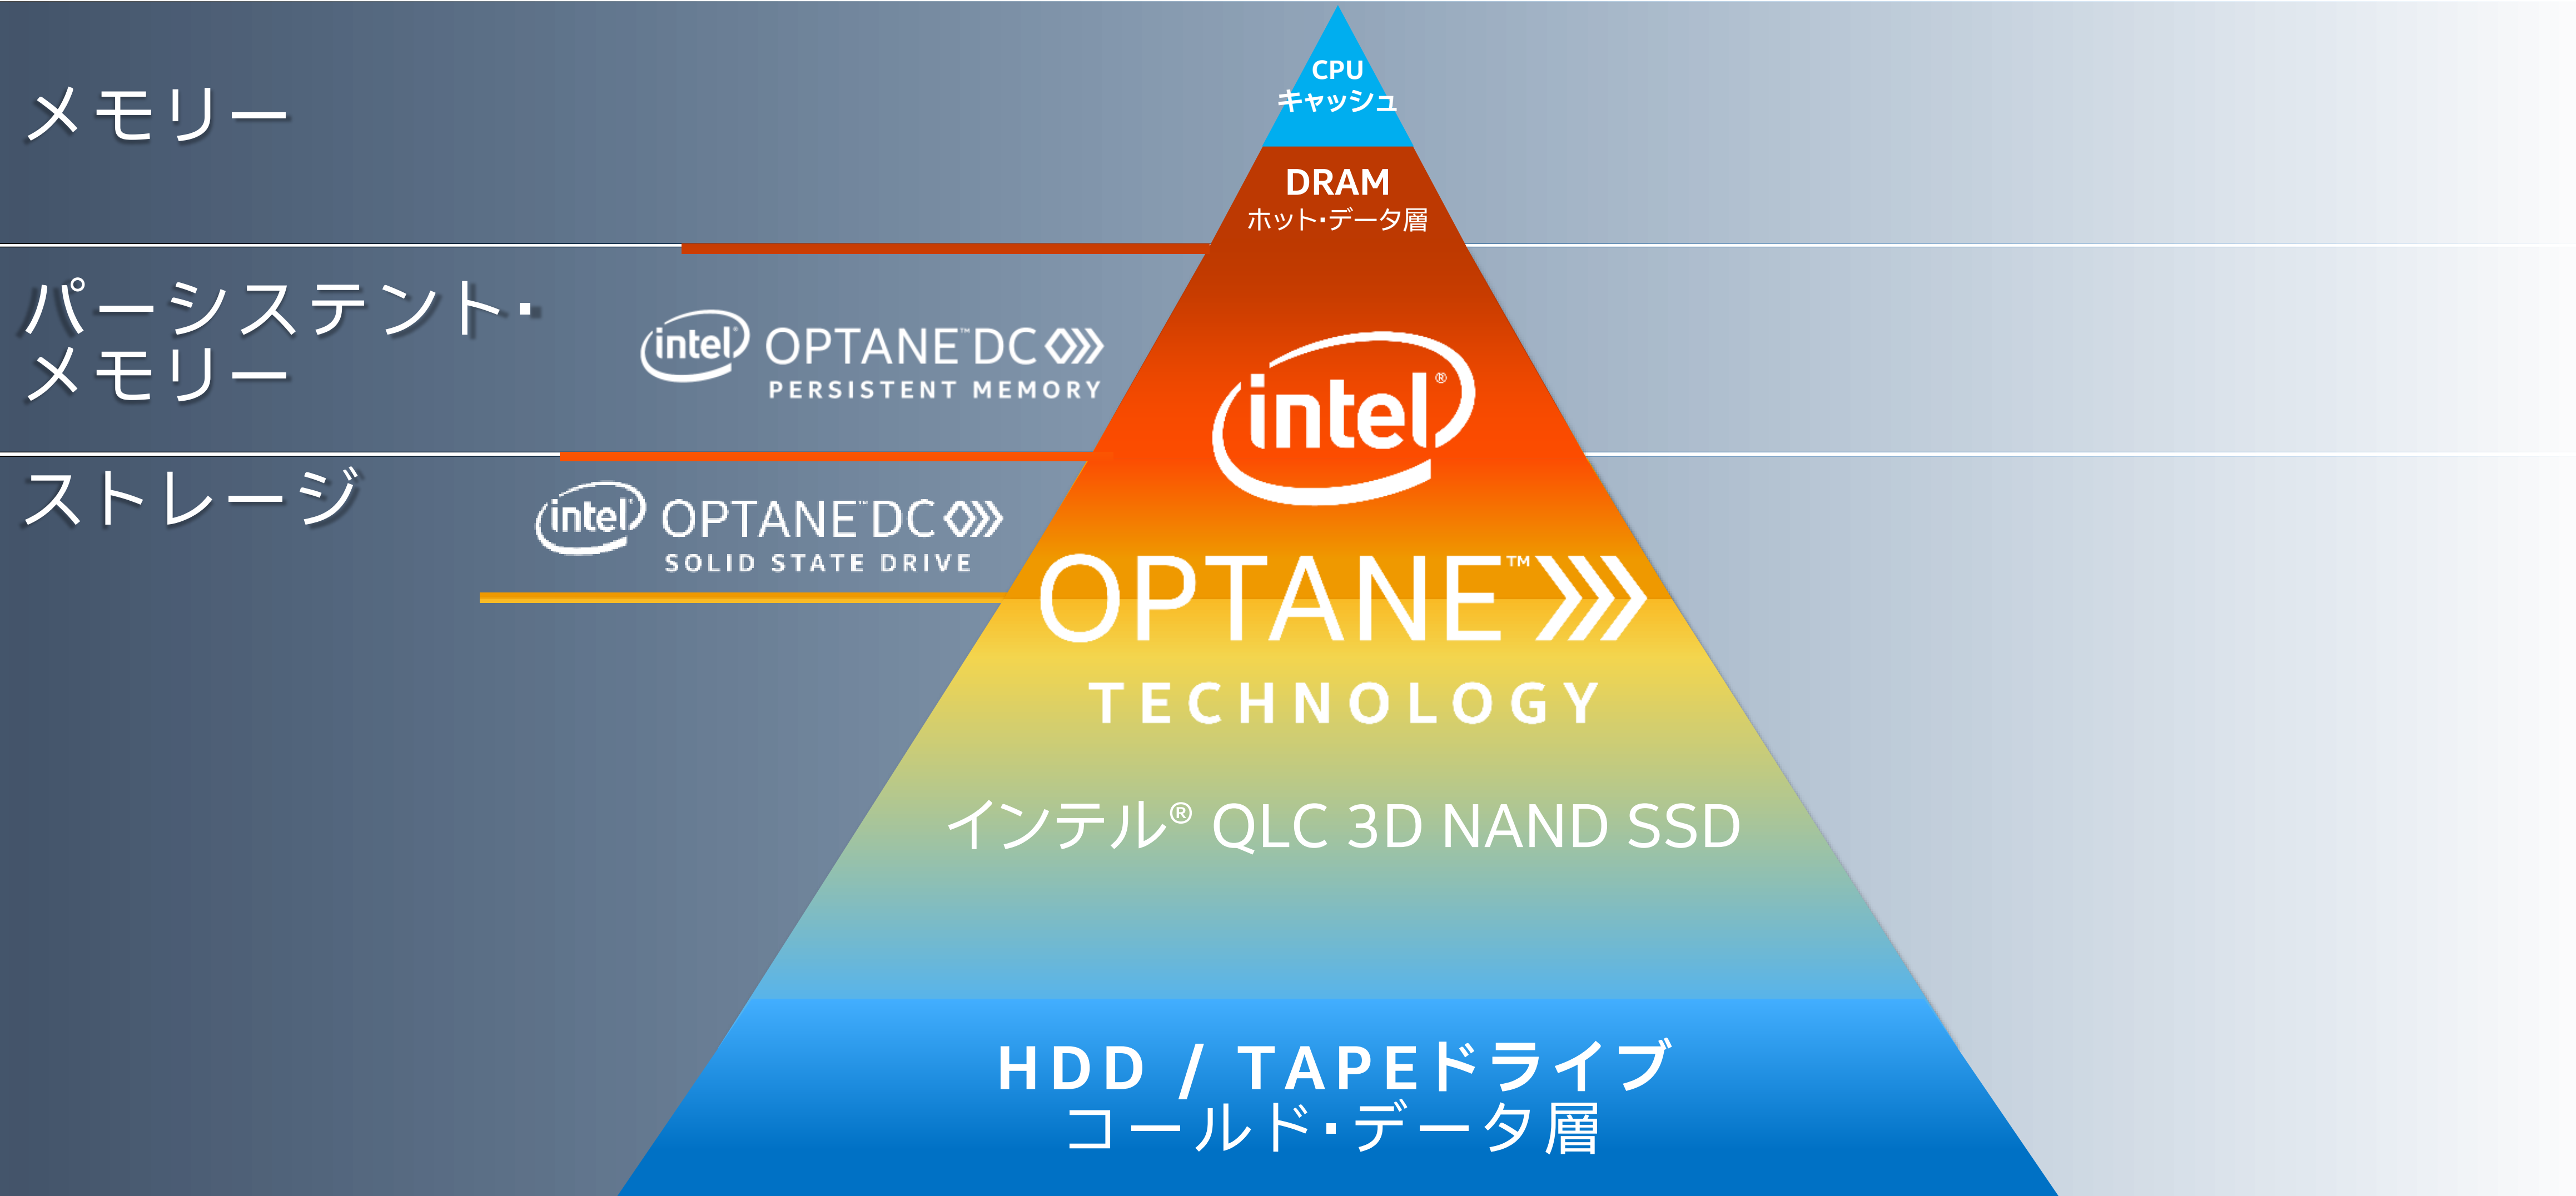 メモリー
CPU
キャッシュ
DRAM
ホット・データ層
パーシステント・
メモリー
intel® OPTANE™ DC
PERSISTENT MEMORY
intel®
ストレージ
intel® OPTANE™ DC
SOLID STATE DRIVE
OPTANE™
TECHNOLOGY
インテル® QLC 3D NAND SSD
HDD / TAPEドライブ
コールド・データ層